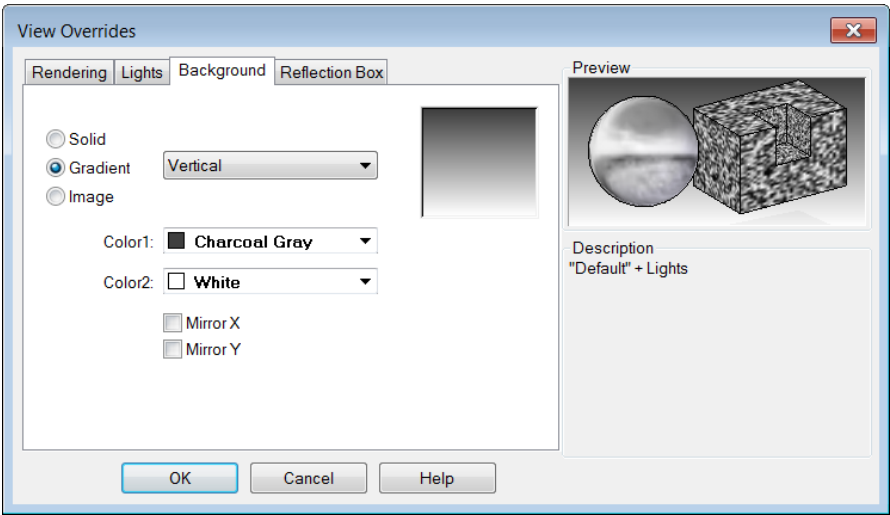 View Overrides
Rendering Lights Background Reflection Box
Solid
Gradient Vertical
Image
Color1: Charcoal Gray
Color2: White
Mirror X
Mirror Y
OK Cancel Help
Preview
Description
"Default" + Lights